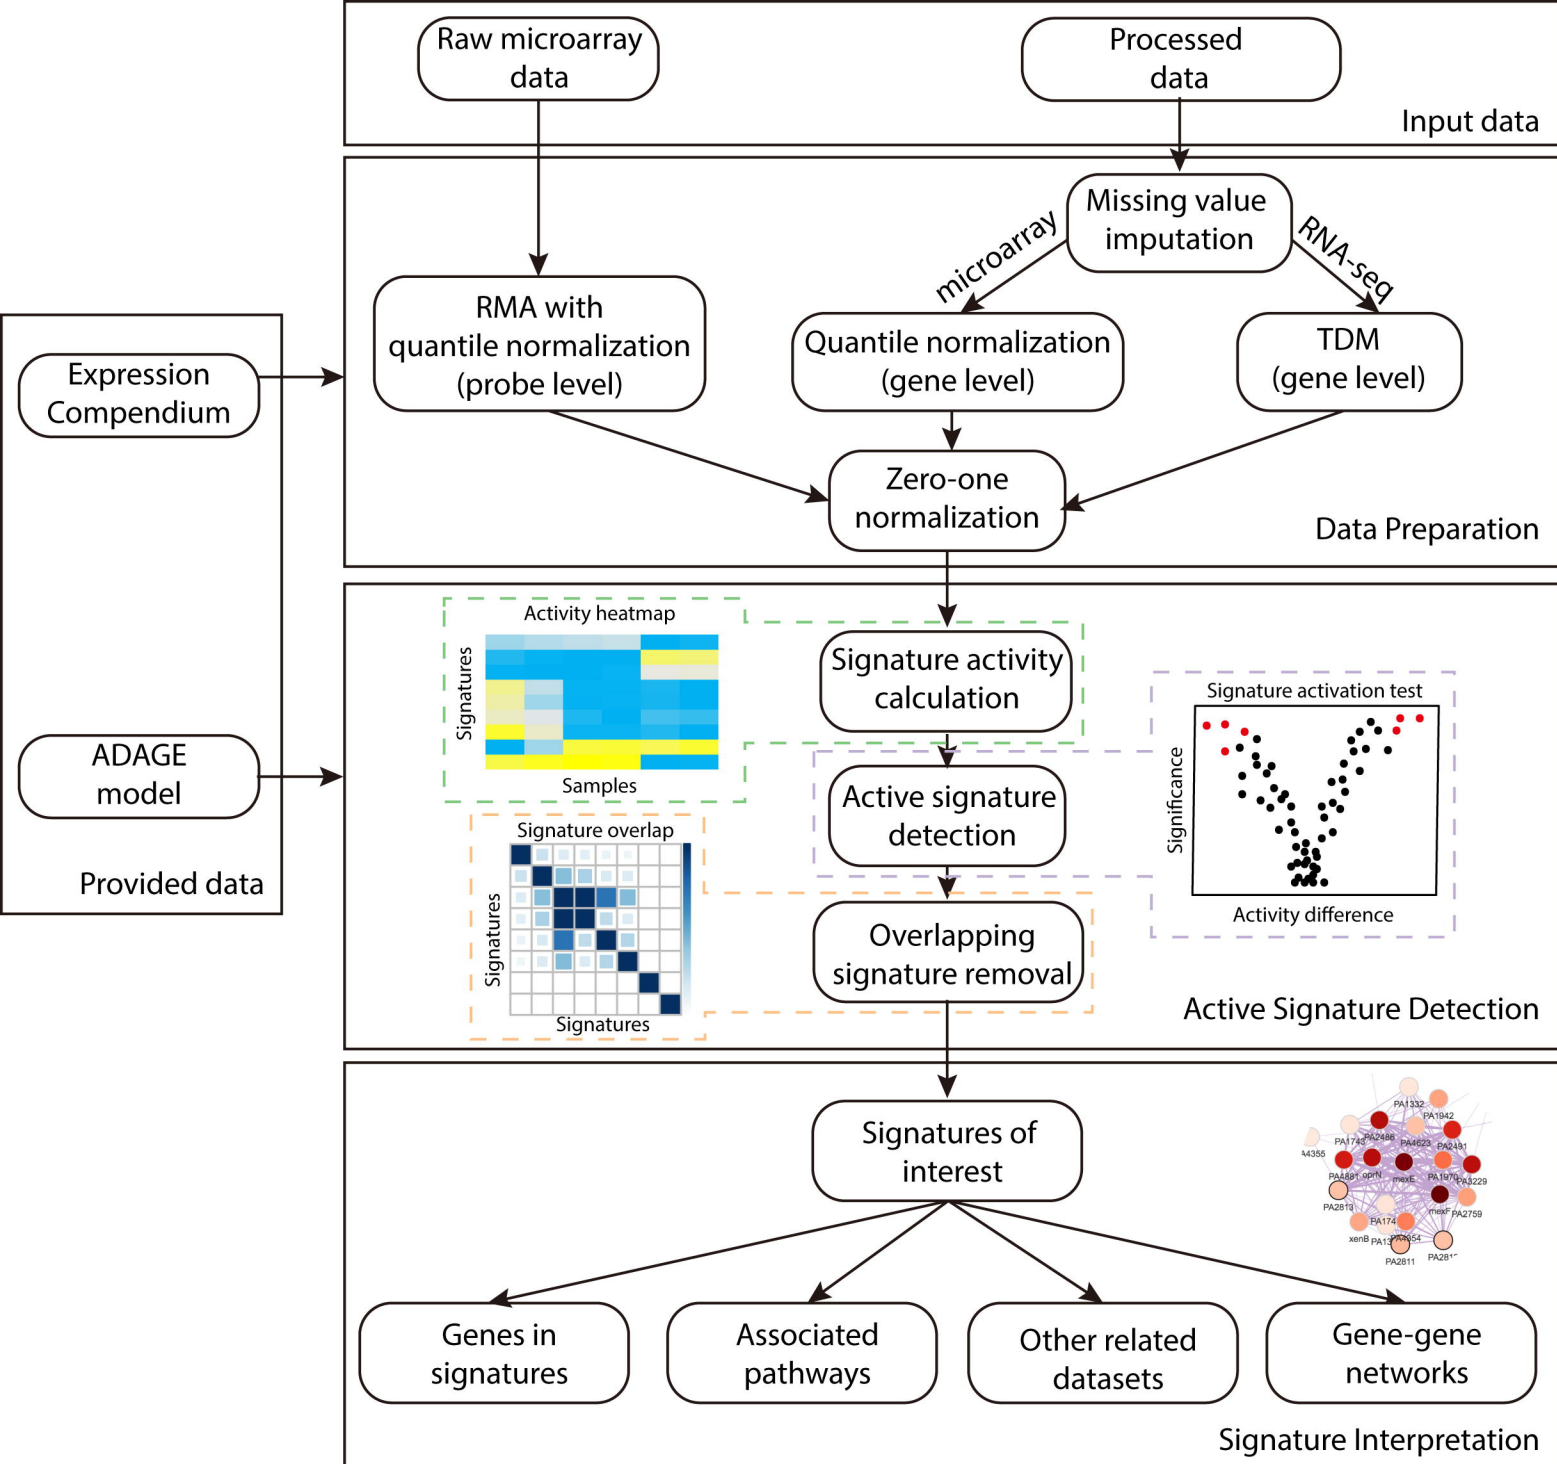 Raw microarray
data
Processed
data
Input data
Missing value
imputation
microarray
RNA-seq
RMA with
quantile normalization
(probe level)
Quantile normalization
(gene level)
TDM
(gene level)
Zero-one
normalization
Data Preparation
Expression
Compendium
ADAGE
model
Provided data
Activity heatmap
Signatures
Samples
Signature activity
calculation
Signature activation test
Significance
Activity difference
Active signature
detection
Signature overlap
Signatures
Signatures
Overlapping
signature removal
Active Signature Detection
Signatures of
interest
PA1332
PA1942
PA1743
PA2486
PA4623
PA2491
A4355
PA4881
oprN
mexE
PA1970
PA3229
PA2813
mexF
PA2759
PA174
xenB
PA13
PA4354
PA2811
PA281
Genes in
signatures
Associated
pathways
Other related
datasets
Gene-gene
networks
Signature Interpretation